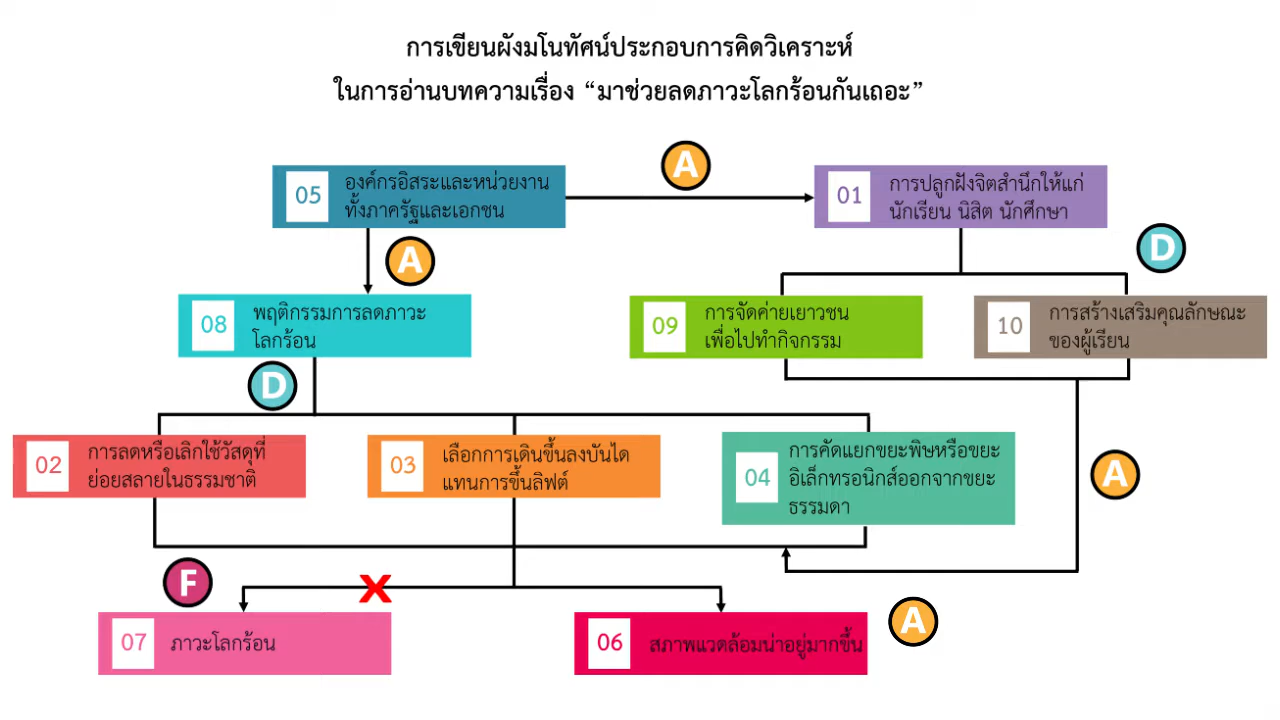 การเขียนผังมโนทัศน์ประกอบการคิดวิเคราะห์
ในการอ่านบทความเรื่อง “มาช่วยลดภาวะโลกร้อนกันเถอะ”
A
05
องค์กรอิสระและหน่วยงาน
ทั้งภาครัฐและเอกชน
01
การปลูกฝังจิตสำนึกให้แก่
นักเรียน นิสิต นักศึกษา
A
D
08
พฤติกรรมการลดภาวะ
โลกร้อน
09
การจัดค่ายเยาวชน
เพื่อไปทำกิจกรรม
10
การสร้างเสริมคุณลักษณะ
ของผู้เรียน
D
02
การลดหรือเลิกใช้วัสดุที่
ย่อยสลายในธรรมชาติ
03
เลือกการเดินขึ้นลงบันได
แทนการขึ้นลิฟต์
04
การคัดแยกขยะพิษหรือขยะ
อิเล็กทรอนิกส์ออกจากขยะ
ธรรมดา
A
F
X
A
07
ภาวะโลกร้อน
06
สภาพแวดล้อมน่าอยู่มากขึ้น